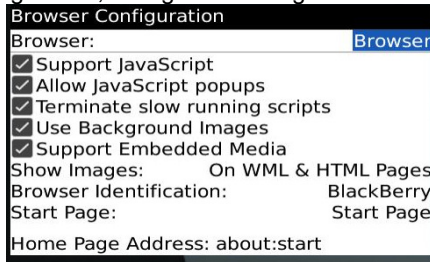 Browser Configuration
Browser: Browser
Support JavaScript
Allow JavaScript popups
Terminate slow running scripts
Use Background Images
Support Embedded Media
Show Images: On WML & HTML Pages
Browser Identification: BlackBerry
Start Page: Start Page
Home Page Address: about:start